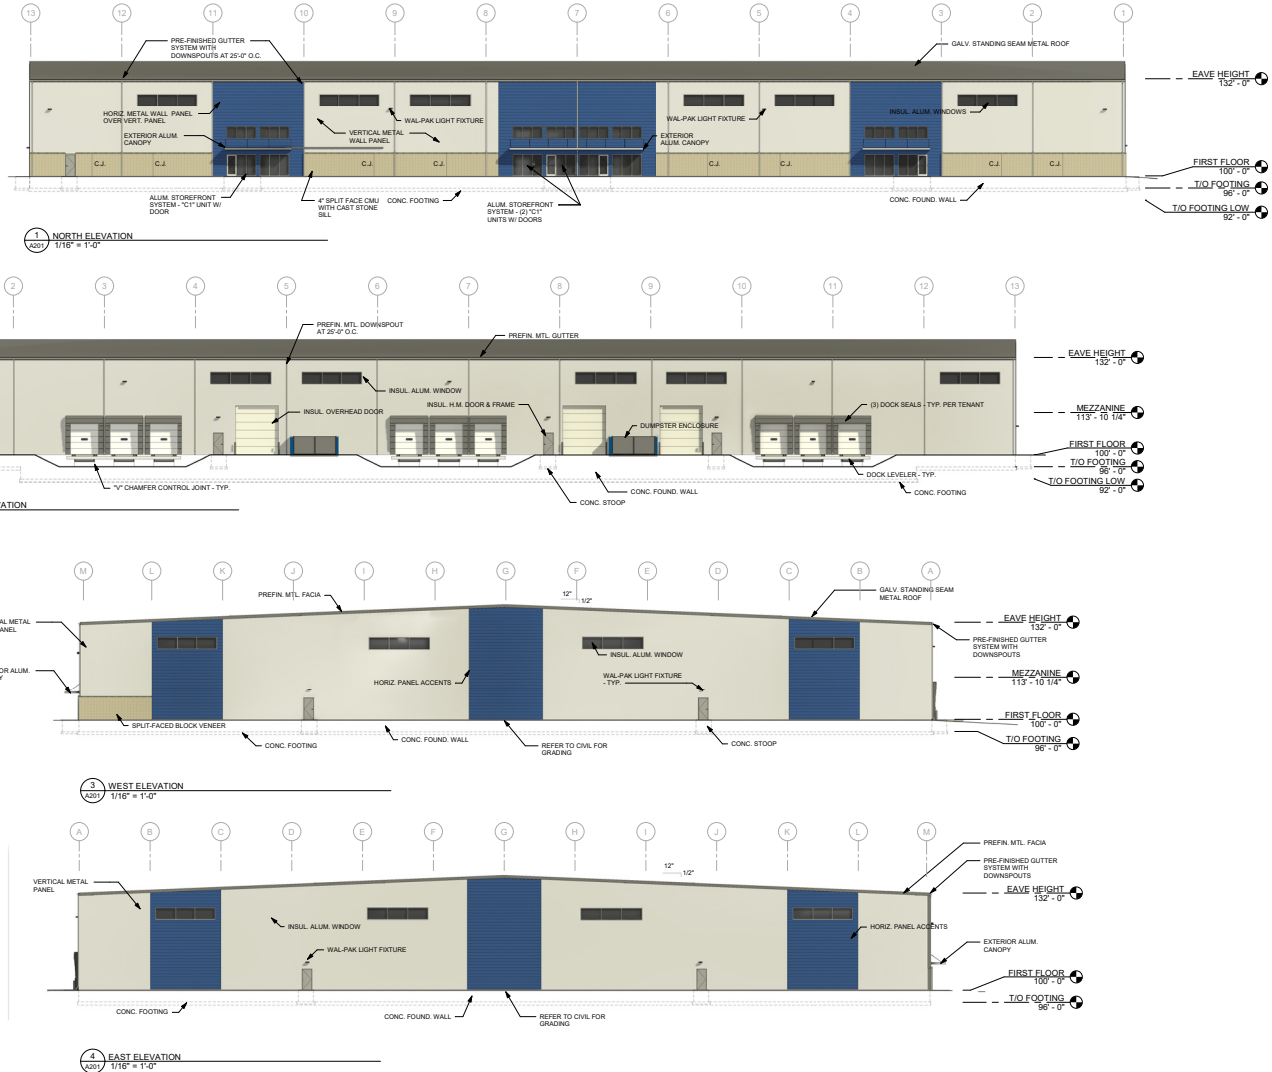 13 12 11 10 9 8 7 6 5 4 3 2 1
PRE-FINISHED GUTTER
SYSTEM WITH
DOWNSPOUTS AT 25'-0" O.C.
GALV. STANDING SEAM METAL ROOF
EAVE HEIGHT
132' - 0"
HORIZ. METAL WALL PANEL
OVER VERT. PANEL
WAL-PAK LIGHT FIXTURE
WAL-PAK LIGHT FIXTURE
INSUL. ALUM. WINDOWS
EXTERIOR ALUM.
CANOPY
VERTICAL METAL
WALL PANEL
EXTERIOR
ALUM. CANOPY
C.J. C.J. C.J. C.J. C.J. C.J. C.J. C.J.
FIRST FLOOR
100' - 0"
T/O FOOTING
96' - 0"
T/O FOOTING LOW
92' - 0"
ALUM. STOREFRONT
SYSTEM - "C1" UNIT W/
DOOR
4" SPLIT FACE CMU
WITH CAST STONE
SILL
CONC. FOOTING
ALUM. STOREFRONT
SYSTEM - (2) "C1"
UNITS W/ DOORS
CONC. FOUND. WALL
1 NORTH ELEVATION
A201 1/16" = 1'-0"
2 3 4 5 6 7 8 9 10 11 12 13
PREFIN. MTL. DOWNSPOUT
AT 25'-0" O.C.
PREFIN. MTL. GUTTER
EAVE HEIGHT
132' - 0"
INSUL. ALUM. WINDOW
INSUL. OVERHEAD DOOR
INSUL. H.M. DOOR & FRAME
DUMPSTER ENCLOSURE
(3) DOCK SEALS - TYP. PER TENANT
MEZZANINE
113' - 10 1/4"
FIRST FLOOR
100' - 0"
T/O FOOTING
96' - 0"
T/O FOOTING LOW
92' - 0"
"V" CHAMFER CONTROL JOINT - TYP.
DOCK LEVELER - TYP.
CONC. FOUND. WALL
CONC. FOOTING
CONC. STOOP
ATION
M L K J I H G F E D C B A
PREFIN. MTL. FACIA
12"
1/2"
GALV. STANDING SEAM
METAL ROOF
AL METAL
ANEL
EAVE HEIGHT
132' - 0"
PRE-FINISHED GUTTER
SYSTEM WITH
DOWNSPOUTS
INSUL. ALUM. WINDOW
OR ALUM.
Y
HORIZ. PANEL ACCENTS
WAL-PAK LIGHT FIXTURE
- TYP.
MEZZANINE
113' - 10 1/4"
FIRST FLOOR
100' - 0"
SPLIT-FACED BLOCK VENEER
T/O FOOTING
96' - 0"
CONC. FOOTING
CONC. FOUND. WALL
REFER TO CIVIL FOR
GRADING
CONC. STOOP
3 WEST ELEVATION
A201 1/16" = 1'-0"
A B C D E F G H I J K L M
PREFIN. MTL. FACIA
12"
1/2"
PRE-FINISHED GUTTER
SYSTEM WITH
DOWNSPOUTS
VERTICAL METAL
PANEL
EAVE HEIGHT
132' - 0"
INSUL. ALUM. WINDOW
HORIZ. PANEL ACCENTS
WAL-PAK LIGHT FIXTURE
EXTERIOR ALUM.
CANOPY
FIRST FLOOR
100' - 0"
T/O FOOTING
96' - 0"
CONC. FOOTING
CONC. FOUND. WALL
REFER TO CIVIL FOR
GRADING
4 EAST ELEVATION
A201 1/16" = 1'-0"